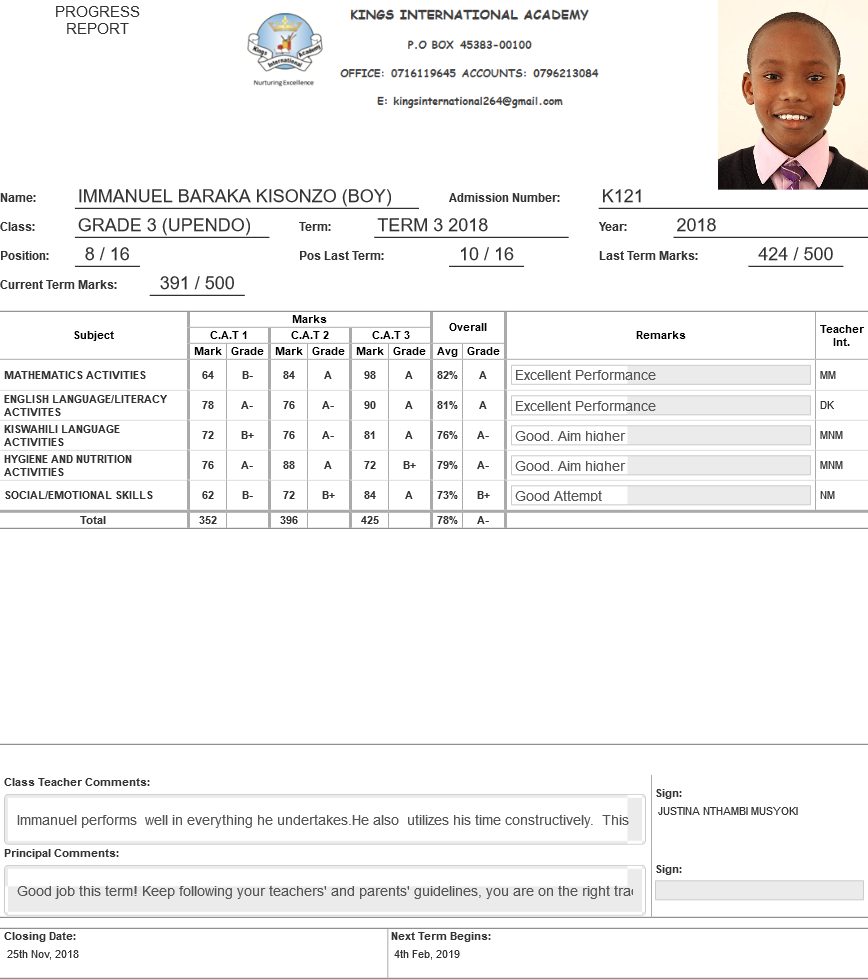 PROGRESS
REPORT
Kings International Academy
Nurturing Excellence
KINGS INTERNATIONAL ACADEMY
P.O BOX 45383-00100
OFFICE: 0716119645 ACCOUNTS: 0796213084
E: kingsinternational264@gmail.com
Name: IMMANUEL BARAKA KISONZO (BOY) Admission Number: K121
Class: GRADE 3 (UPENDO) Term: TERM 3 2018 Year: 2018
Position: 8 / 16 Pos Last Term: 10 / 16 Last Term Marks: 424 / 500
Current Term Marks: 391 / 500
Subject Marks Overall Remarks Teacher Int.
C.A.T 1 C.A.T 2 C.A.T 3
Mark Grade Mark Grade Mark Grade Avg Grade
MATHEMATICS ACTIVITIES 64 B- 84 A 98 A 82% A Excellent Performance MM
ENGLISH LANGUAGE/LITERACY ACTIVITES 78 A- 76 A- 90 A 81% A Excellent Performance DK
KISWAHILI LANGUAGE ACTIVITIES 72 B+ 76 A- 81 A 76% A- Good. Aim higher MNM
HYGIENE AND NUTRITION ACTIVITIES 76 A- 88 A 72 B+ 79% A- Good. Aim higher MNM
SOCIAL/EMOTIONAL SKILLS 62 B- 72 B+ 84 A 73% B+ Good Attempt NM
Total 352 396 425 78% A-
Class Teacher Comments:
Immanuel performs well in everything he undertakes.He also utilizes his time constructively. This
Sign:
JUSTINA NTHAMBI MUSYOKI
Principal Comments:
Good job this term! Keep following your teachers' and parents' guidelines, you are on the right
Sign:
Closing Date: Next Term Begins:
25th Nov, 2018 4th Feb, 2019